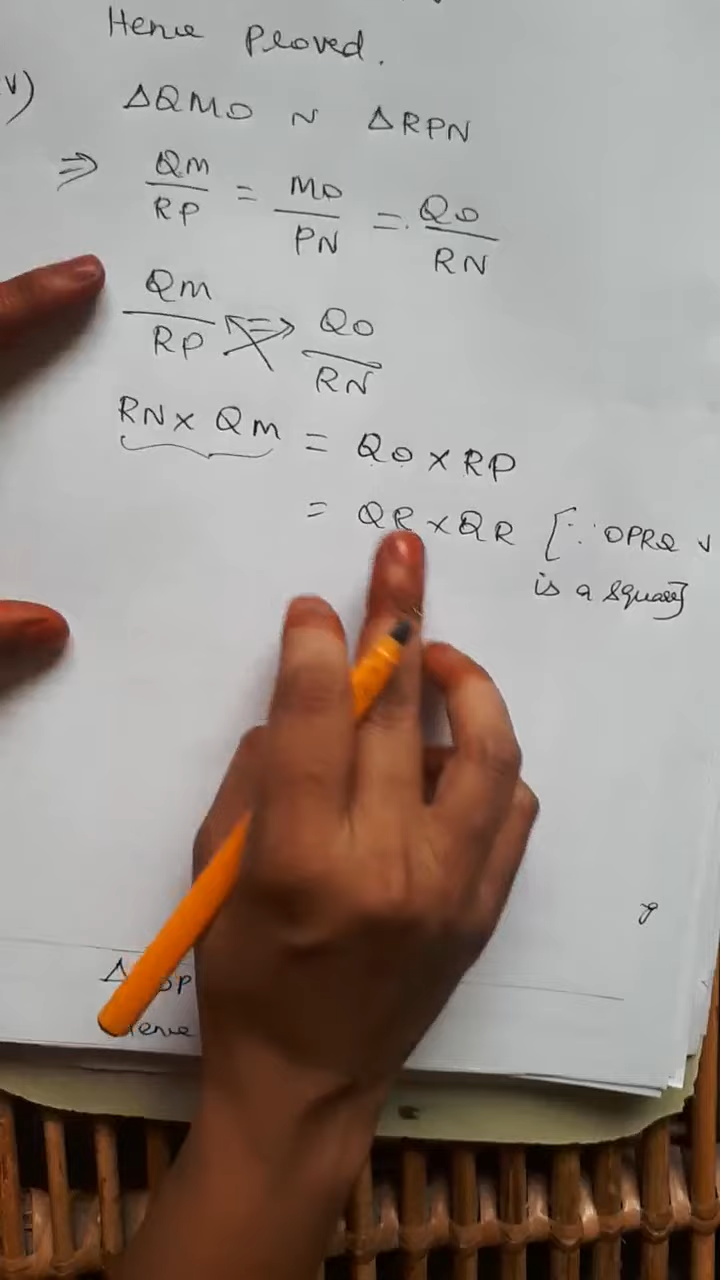 Hence Proved.
v) ΔQMO ~ ΔRPN
⇒ QM/RP = MO/PN = QO/RN
QM/RP = QO/RN
RN × QM = QO × RP
= QR × QR [∵ OPRQ
is a square]